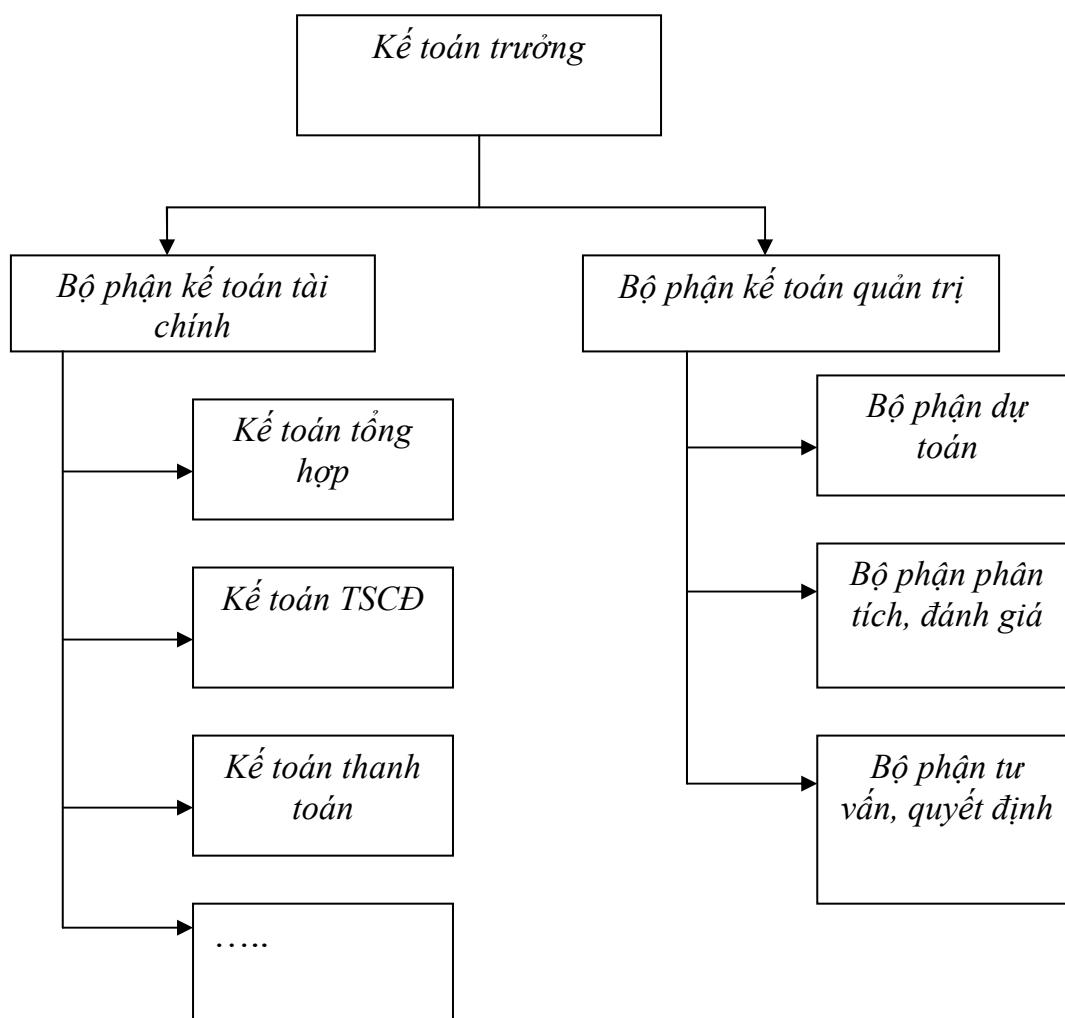 Kế toán trưởng
Bộ phận kế toán tài
chính
Bộ phận kế toán quản trị
Kế toán tổng
hợp
Kế toán TSCĐ
Kế toán thanh
toán
…..
Bộ phận dự
toán
Bộ phận phân
tích, đánh giá
Bộ phận tư
vấn, quyết định